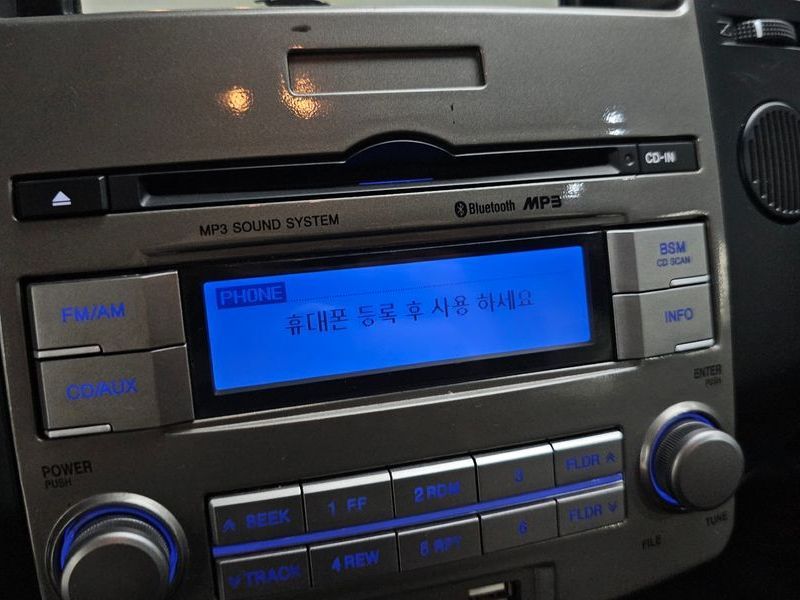 CD-IN
MP3 SOUND SYSTEM
Bluetooth MP3
PHONE
휴대폰 등록 후 사용 하세요
FM/AM
CD/AUX
BSM
CD SCAN
INFO
ENTER
PUSH
POWER
PUSH
SEEK
1 FF
2 RDM
3
FLDR
TRACK
4 REW
5 RPT
6
FLDR
FILE
TUNE